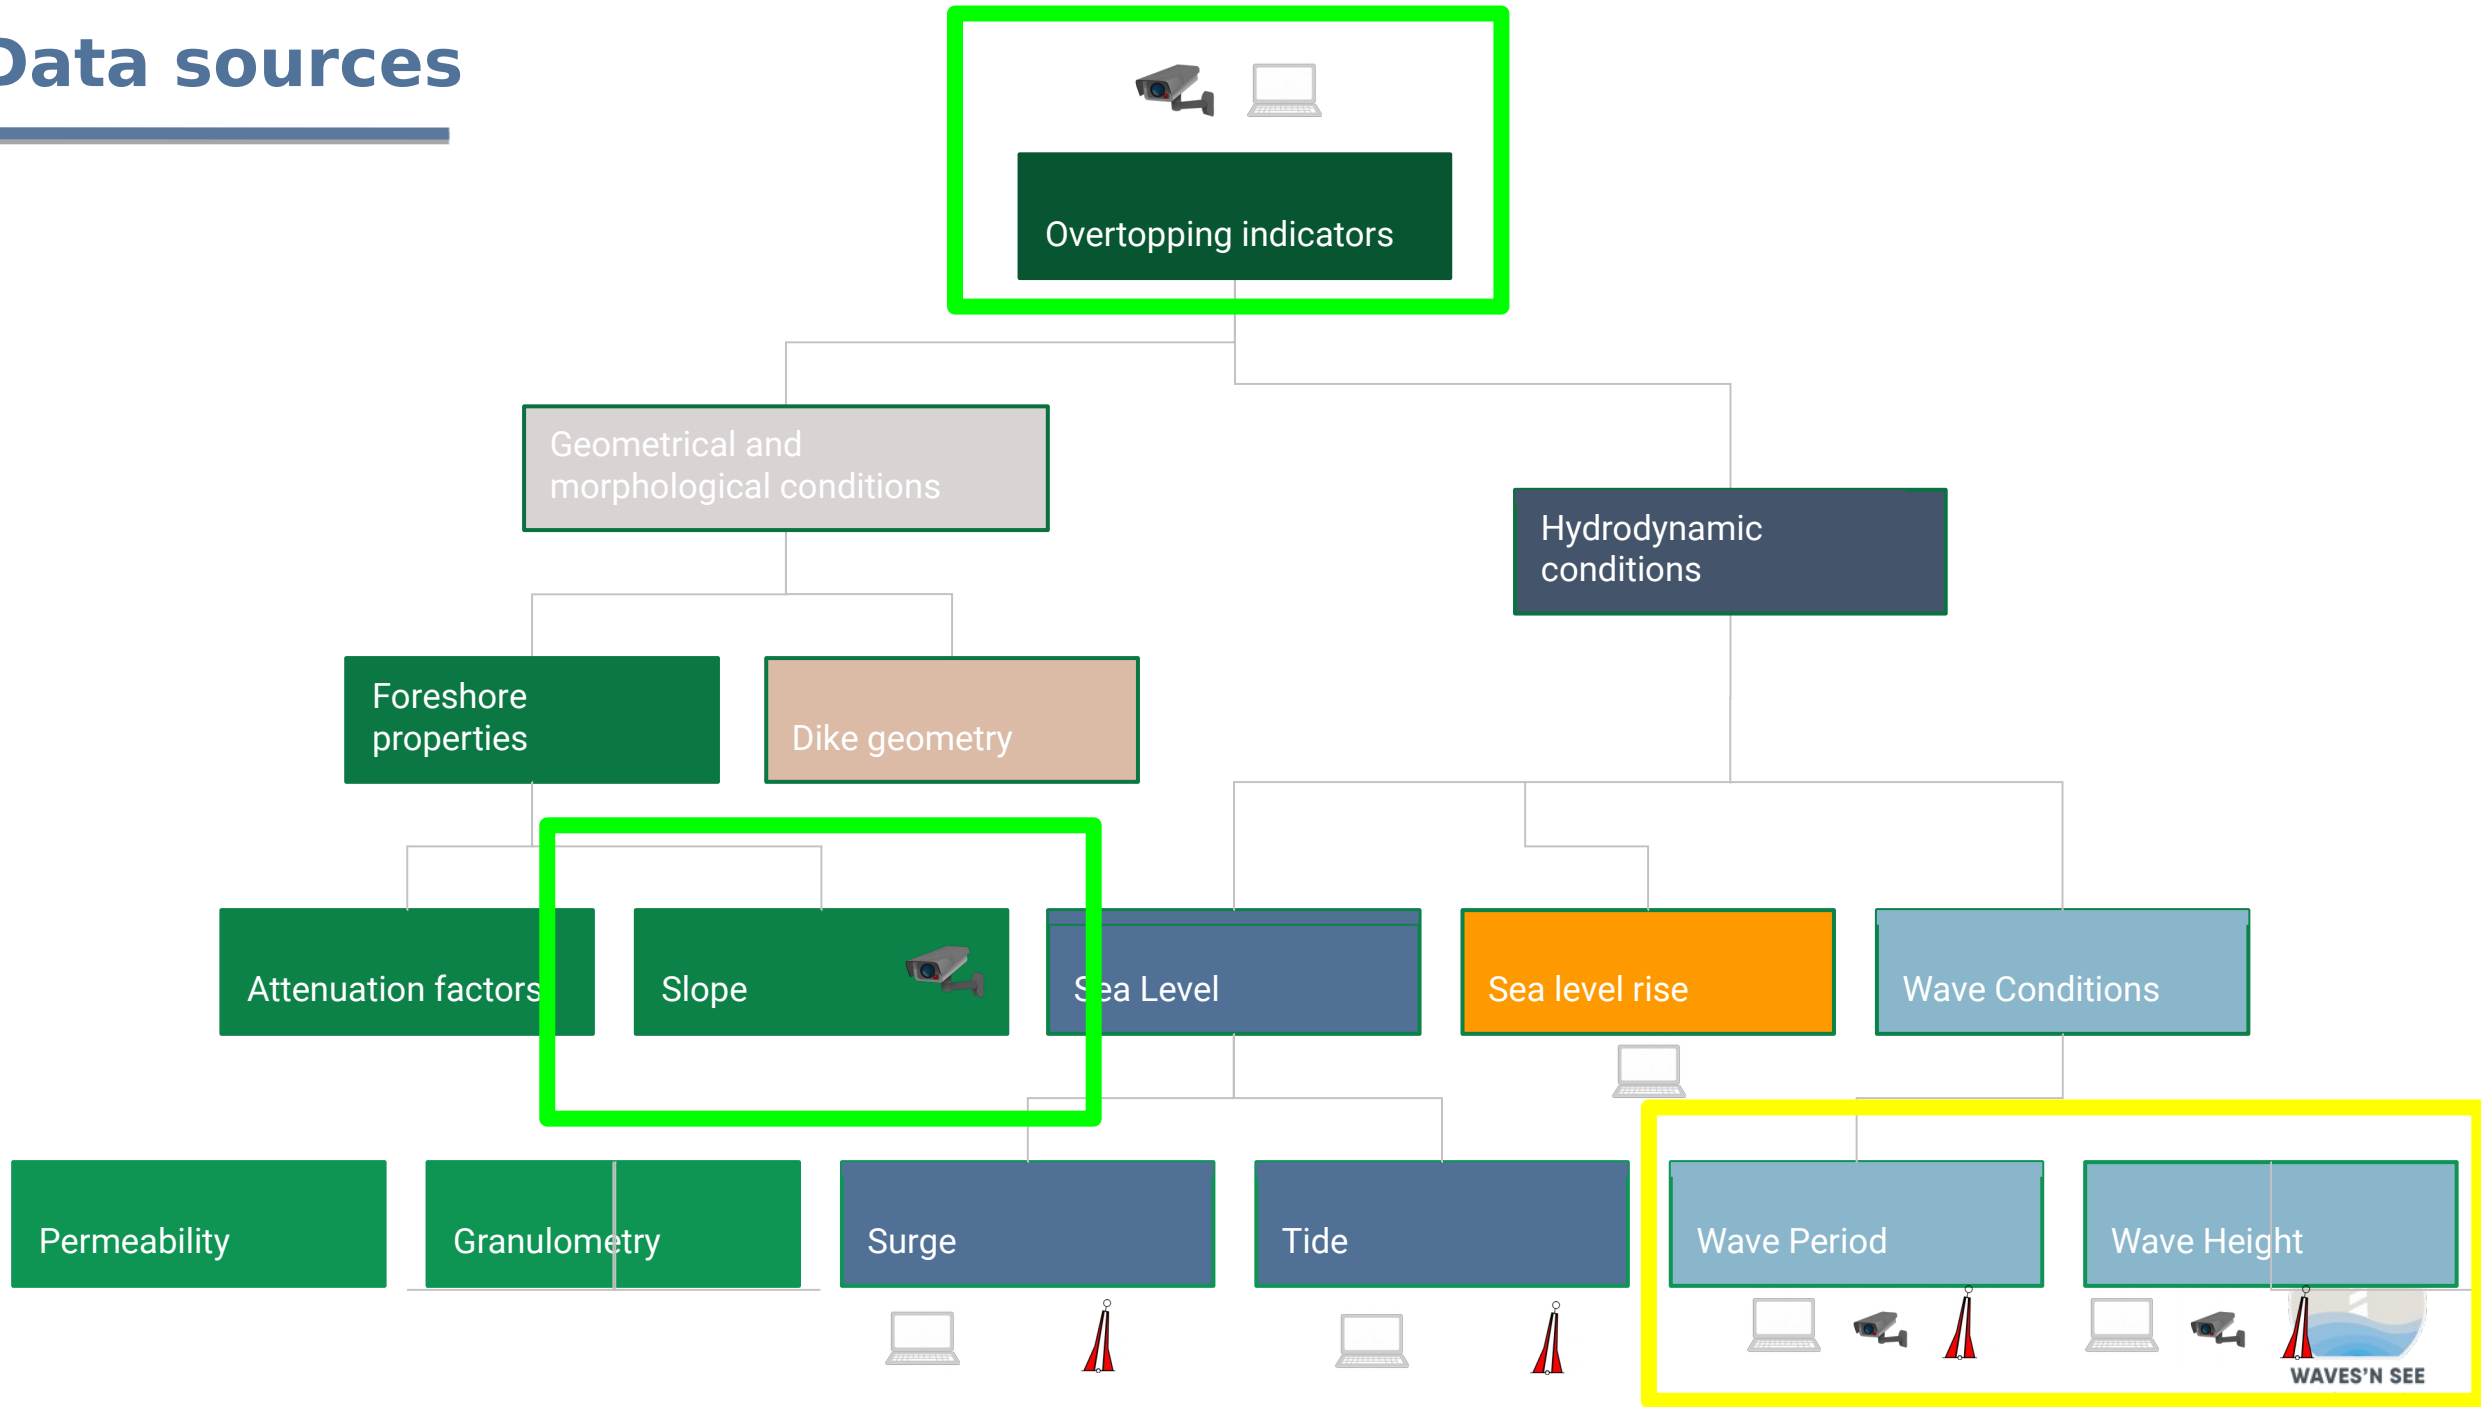 Data sources
Overtopping indicators
Geometrical and
morphological conditions
Hydrodynamic
conditions
Foreshore
properties
Dike geometry
Attenuation factors
Slope
Sea Level
Sea level rise
Wave Conditions
Permeability
Granulometry
Surge
Tide
Wave Period
Wave Height
WAVES'N SEE